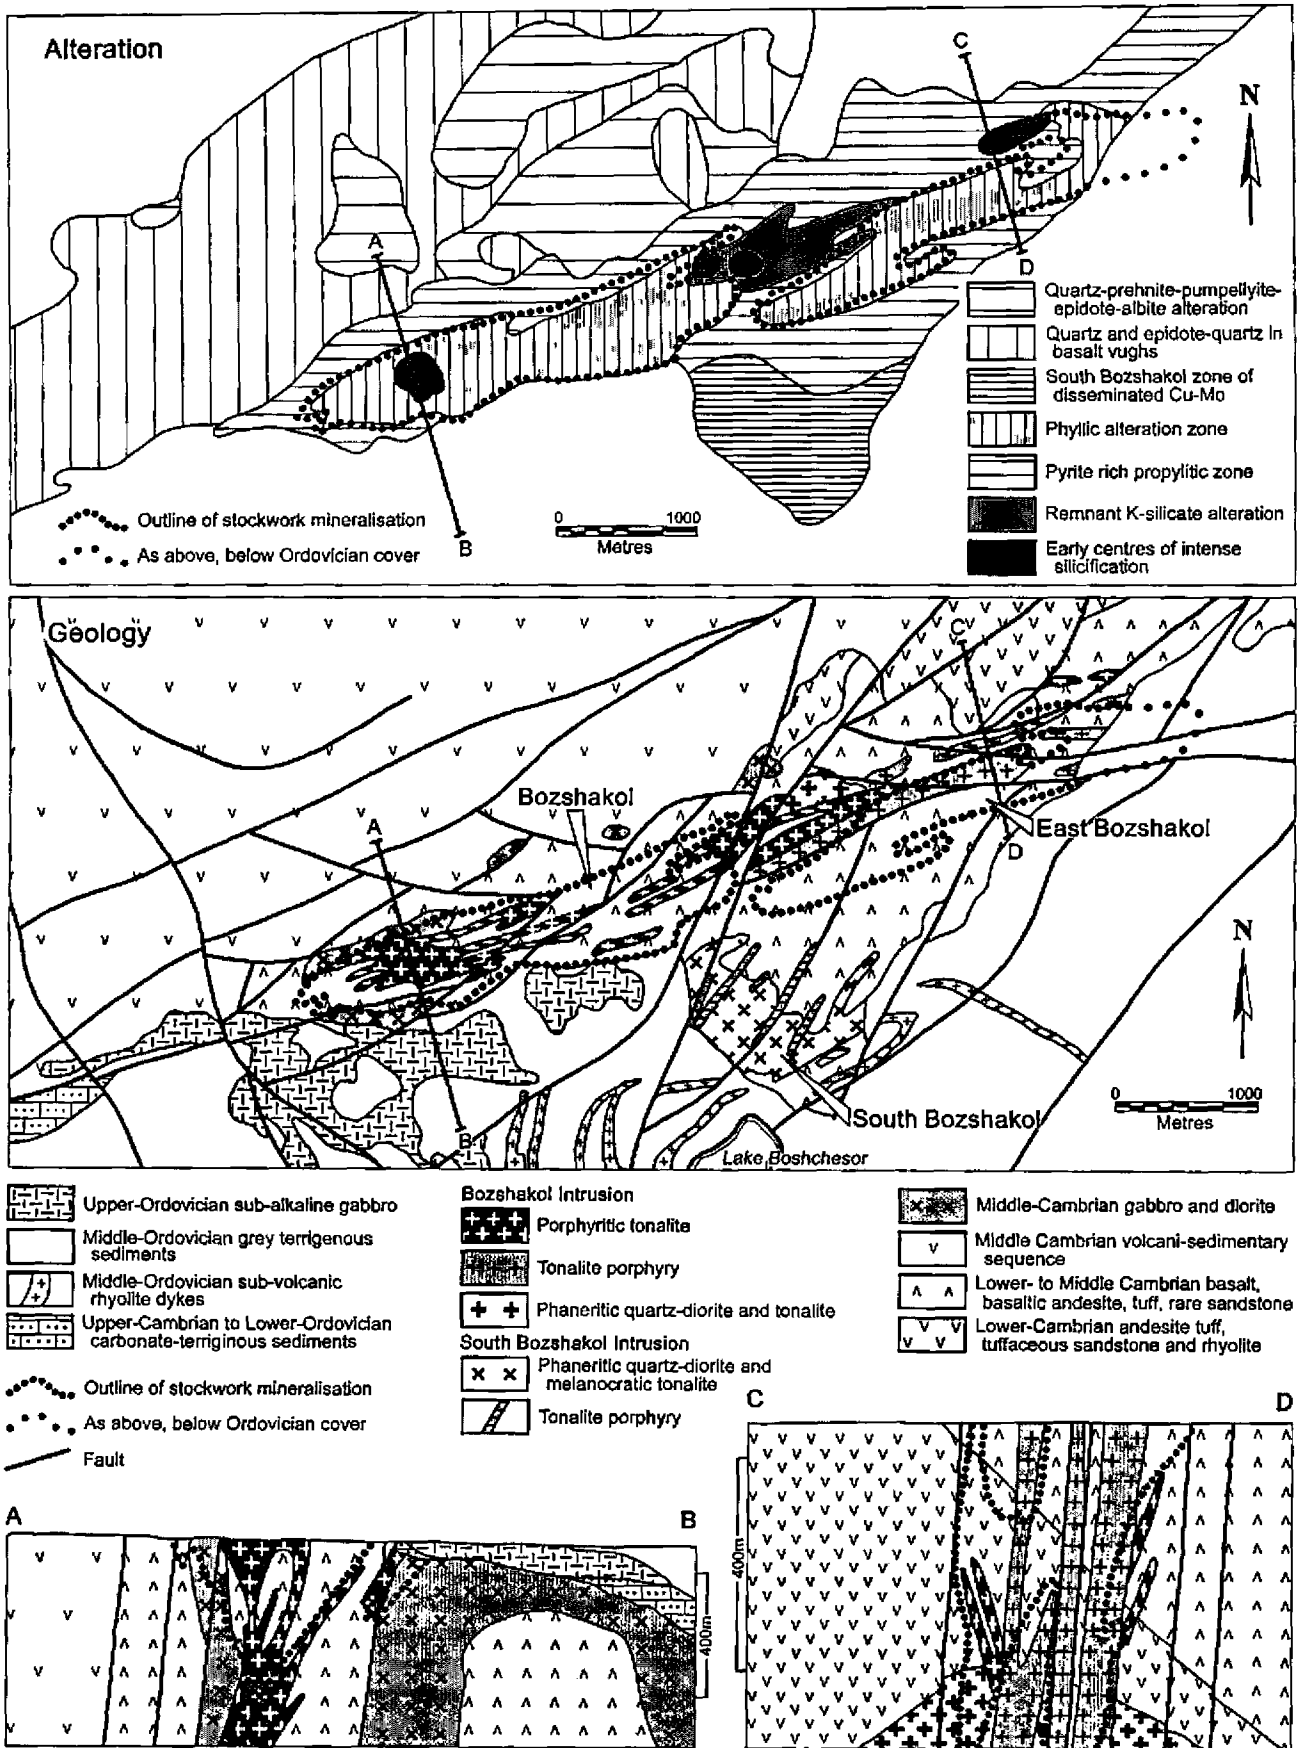 Alteration
C
N
A
D
B
Quartz-prehnite-pumpellyite-
epidote-albite alteration
Quartz and epidote-quartz in
basalt vughs
South Bozshakol zone of
disseminated Cu-Mo
Phyllic alteration zone
Pyrite rich propylitic zone
Remnant K-silicate alteration
Early centres of intense
silicification
Outline of stockwork mineralisation
As above, below Ordovician cover
0 1000
Metres
Geology
C
Bozshakol
A
East Bozshakol
D
N
South Bozshakol
0 1000
Metres
B
Lake Boshchesor
Upper-Ordovician sub-alkaline gabbro
Middle-Ordovician grey terrigenous
sediments
Middle-Ordovician sub-volcanic
rhyolite dykes
Upper-Cambrian to Lower-Ordovician
carbonate-terriginous sediments
Outline of stockwork mineralisation
As above, below Ordovician cover
Fault
Bozshakol Intrusion
Porphyritic tonalite
Tonalite porphyry
Phaneritic quartz-diorite and tonalite
South Bozshakol Intrusion
Phaneritic quartz-diorite and
melanocratic tonalite
Tonalite porphyry
Middle-Cambrian gabbro and diorite
Middle Cambrian volcani-sedimentary
sequence
Lower- to Middle Cambrian basalt,
basaltic andesite, tuff, rare sandstone
Lower-Cambrian andesite tuff,
tuffaceous sandstone and rhyolite
A
B
400m
C
D
400m